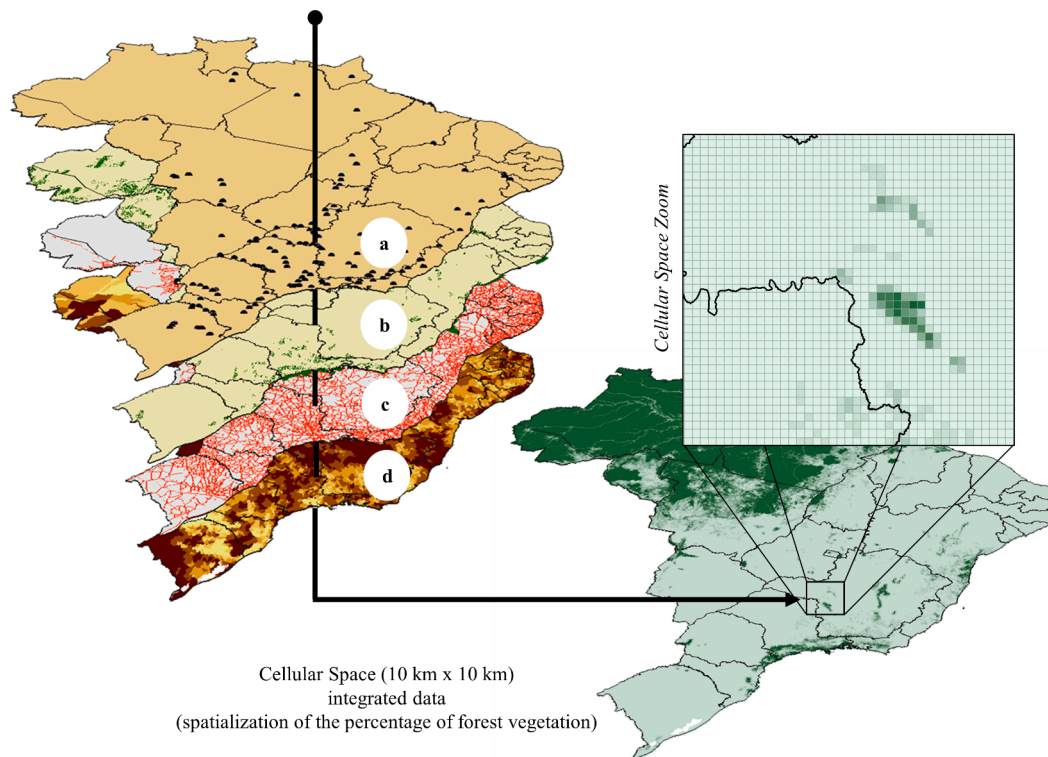 a
b
c
d
Cellular Space Zoom
Cellular Space (10 km x 10 km)
integrated data
(spatialization of the percentage of forest vegetation)